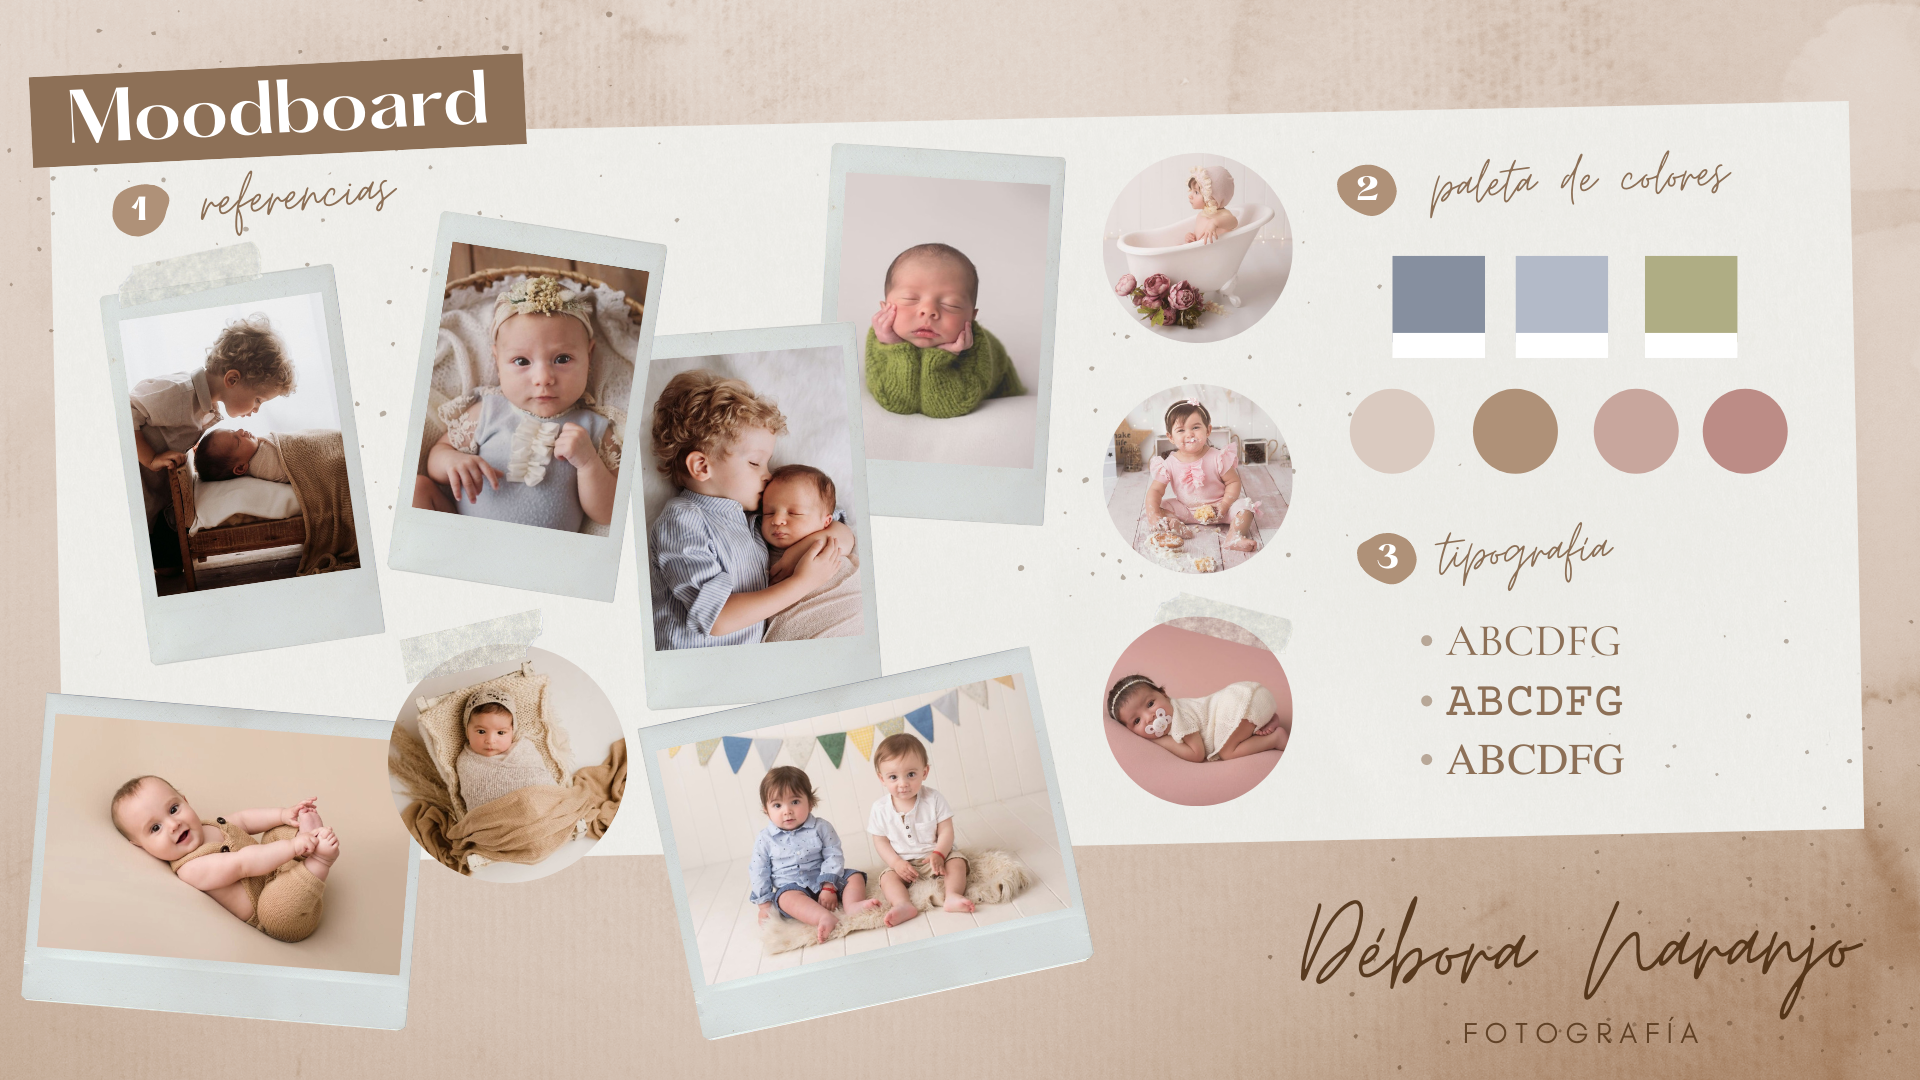 Moodboard
1 referencias
2 paleta de colores
3 tipografía
• ABCDFG
• ABCDFG
• ABCDFG
Débora Naranjo
FOTOGRAFÍA